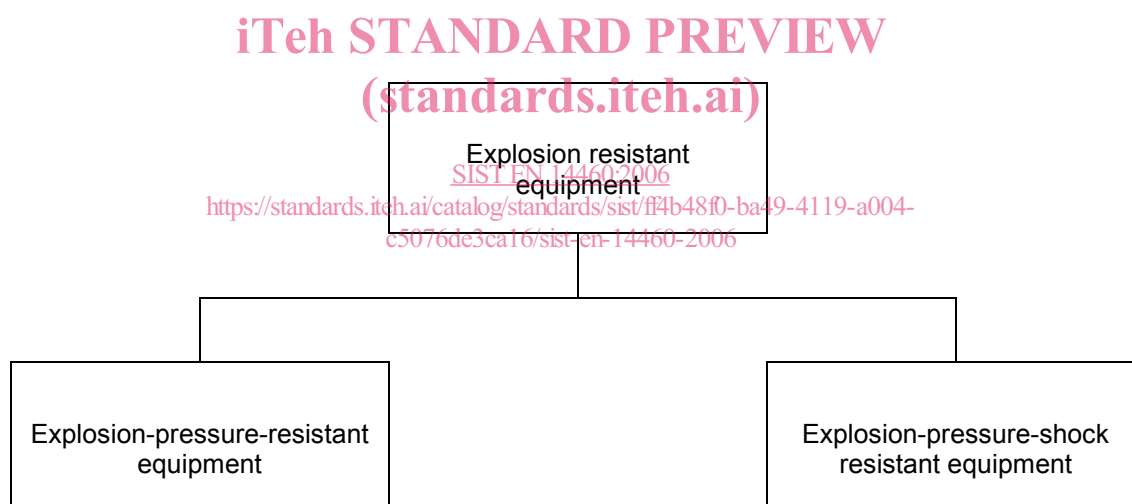 iTeh STANDARD PREVIEW
(standards.iteh.ai)
Explosion resistant
equipment
SIST EN 14460:2006
https://standards.iteh.ai/catalog/standards/sist/ff4b48f0-ba49-4119-a004-
c5076de3ca16/sist-en-14460-2006
Explosion-pressure-resistant
equipment
Explosion-pressure-shock
resistant equipment